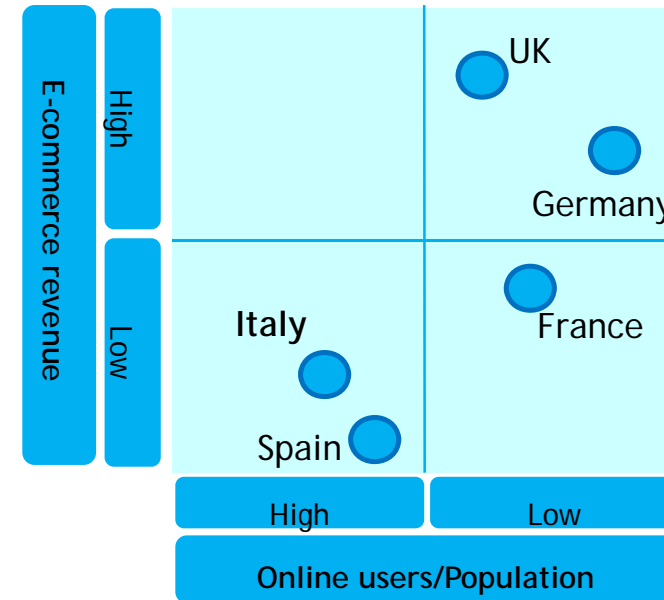 E-commerce revenue
High
Low
UK
Germany
France
Italy
Spain
High
Low
Online users/Population